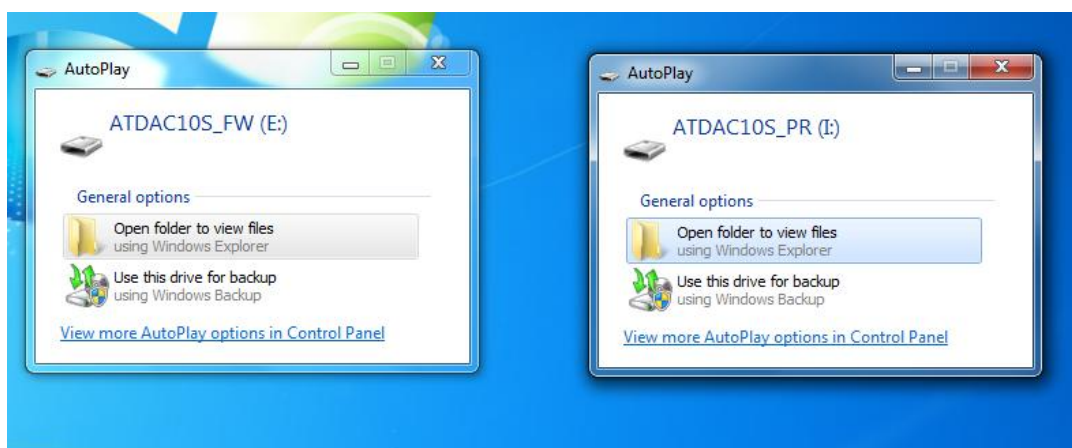 AutoPlay
ATDAC10S_FW (E:)
General options
Open folder to view files
using Windows Explorer
Use this drive for backup
using Windows Backup
View more AutoPlay options in Control Panel
AutoPlay
ATDAC10S_PR (I:)
General options
Open folder to view files
using Windows Explorer
Use this drive for backup
using Windows Backup
View more AutoPlay options in Control Panel